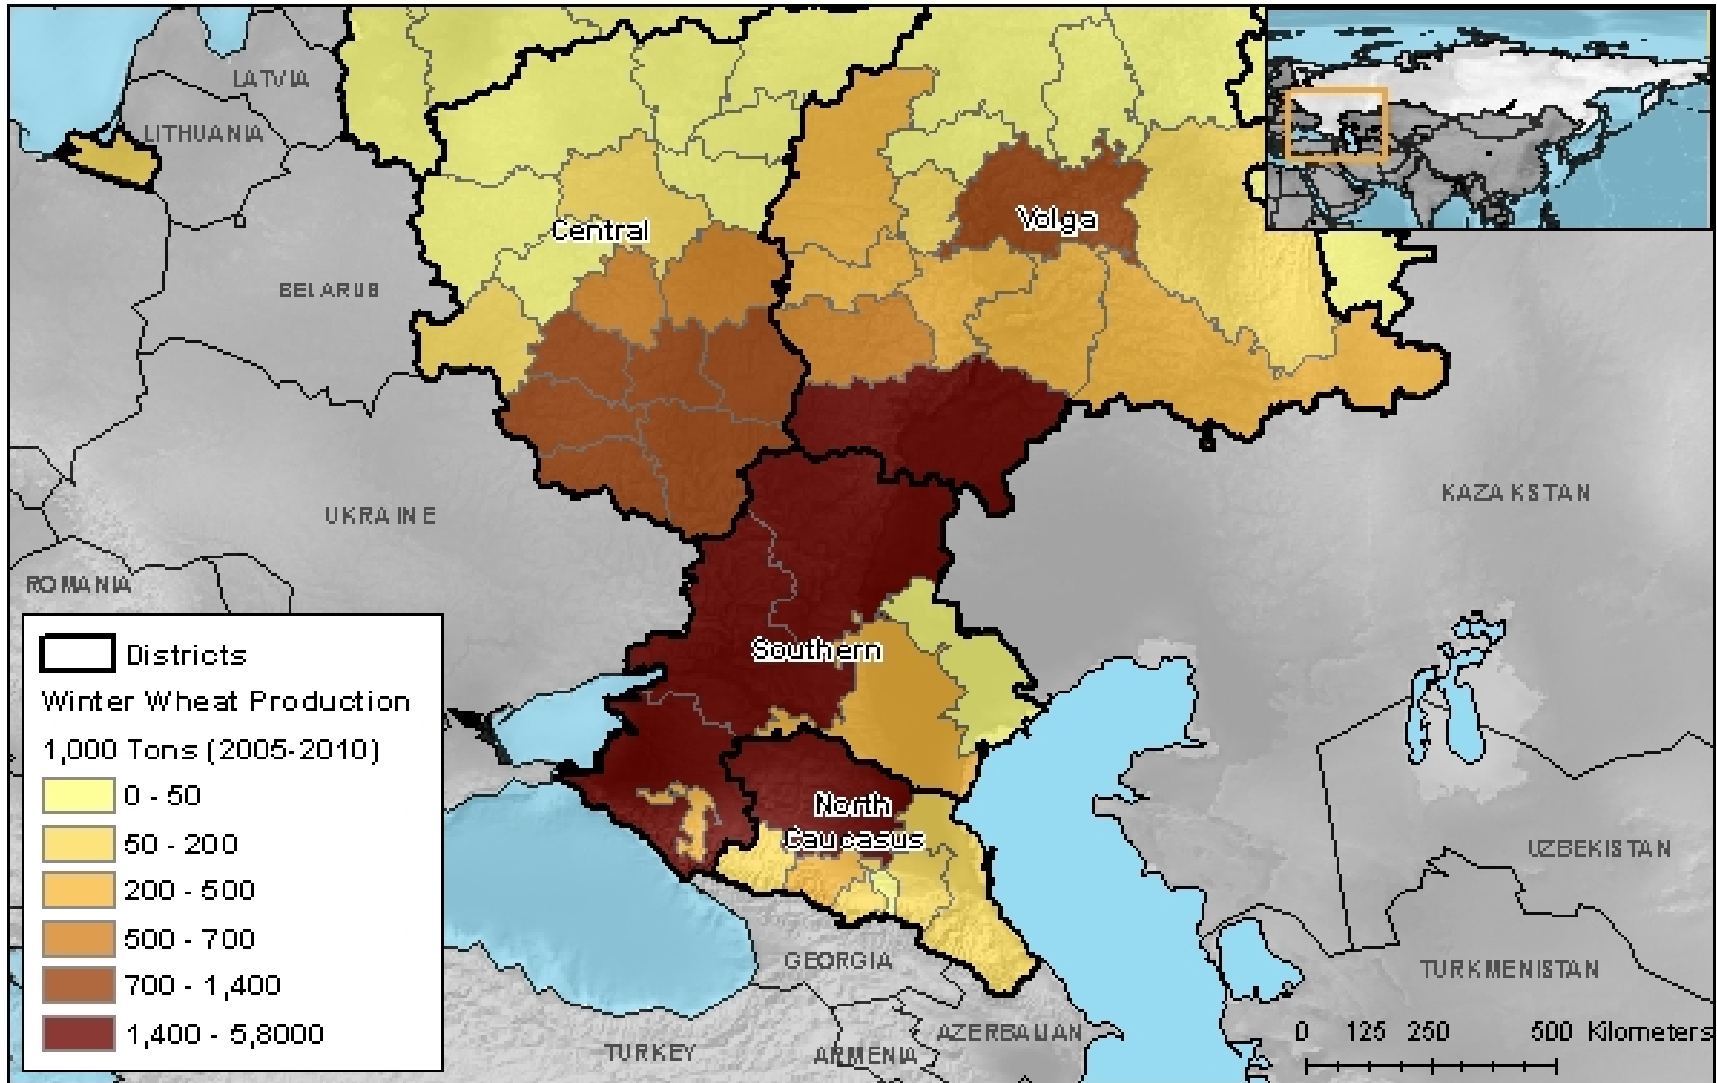 LATVIA
LITHUANIA
Volga
Central
BELARUS
KAZAKSTAN
UKRAINE
ROMANIA
Southern
Districts
Winter Wheat Production
1,000 Tons (2005-2010)
0 - 50
50 - 200
200 - 500
500 - 700
700 - 1,400
1,400 - 5,8000
North
Caucasus
UZBEKISTAN
GEORGIA
TURKMENISTAN
AZERBAIJAN
TURKEY
ARMENIA
0 125 250 500 Kilometers